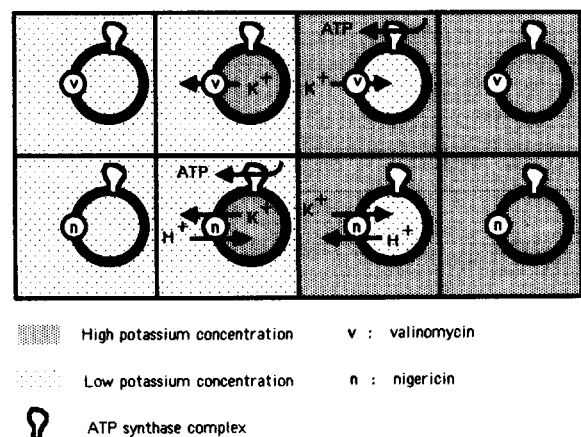 ATP
v
v
K+
K+
v
v
ATP
n
K+
H+
n
K+
H+
n
n
High potassium concentration
v : valinomycin
Low potassium concentration
n : nigericin
ATP synthase complex